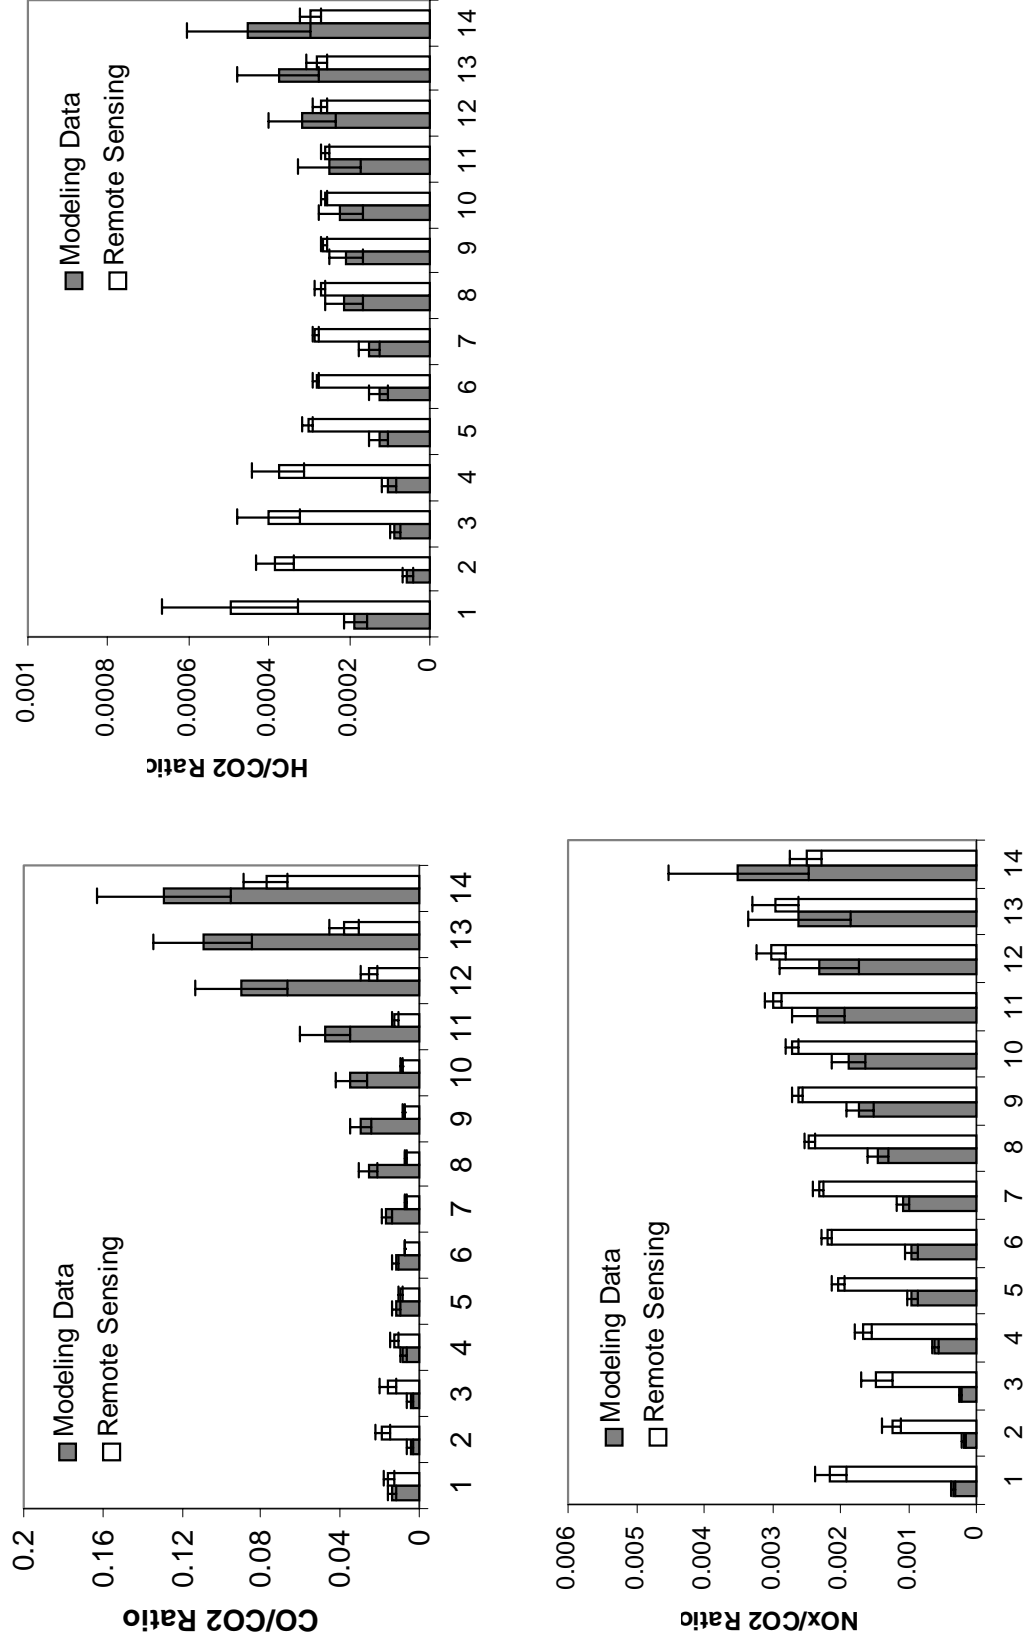 0.2
0.16
0.12
0.08
0.04
0
CO/CO2 Ratio
Modeling Data
Remote Sensing
1 2 3 4 5 6 7 8 9 10 11 12 13 14
0.001
0.0008
0.0006
0.0004
0.0002
0
HC/CO2 Ratio
Modeling Data
Remote Sensing
1 2 3 4 5 6 7 8 9 10 11 12 13 14
0.006
0.005
0.004
0.003
0.002
0.001
0
NOx/CO2 Ratio
Modeling Data
Remote Sensing
1 2 3 4 5 6 7 8 9 10 11 12 13 14